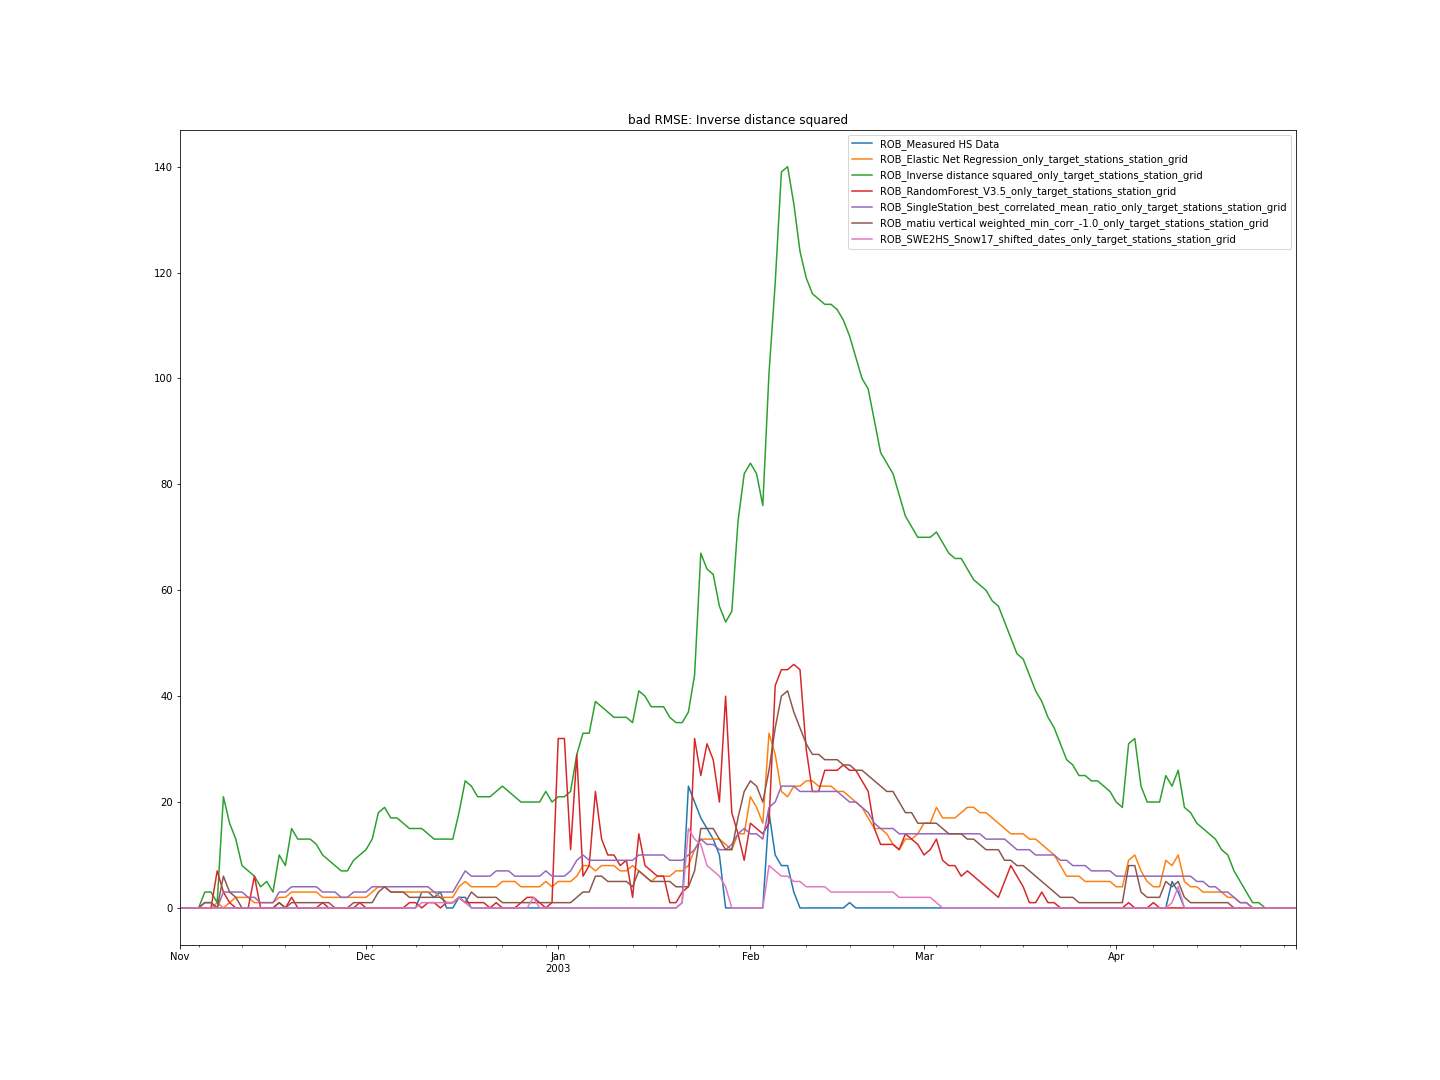 bad RMSE: Inverse distance squared
ROB_Measured HS Data
ROB_Elastic Net Regression_only_target_stations_station_grid
ROB_Inverse distance squared_only_target_stations_station_grid
ROB_RandomForest_V3.5_only_target_stations_station_grid
ROB_SingleStation_best_correlated_mean_ratio_only_target_stations_station_grid
ROB_matiu vertical weighted_min_corr_-1.0_only_target_stations_station_grid
ROB_SWE2HS_Snow17_shifted_dates_only_target_stations_station_grid
140
120
100
80
60
40
20
0
Nov Dec Jan Feb Mar Apr
2003